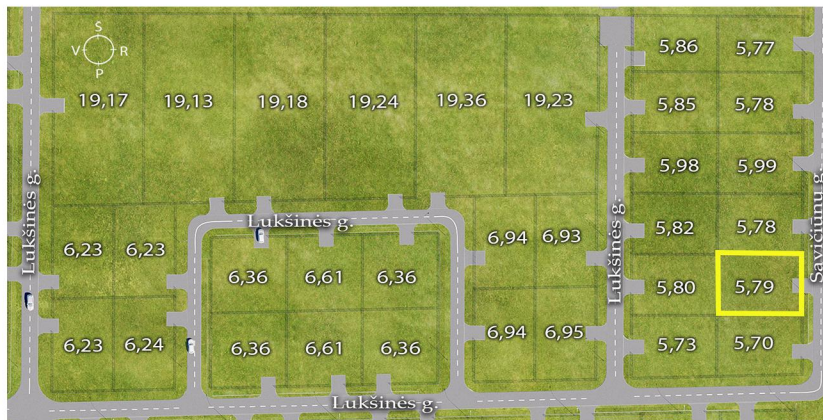 Š
V R
P
5,86 5,77
19,17 19,13 19,18 19,24 19,36 19,23
5,85 5,78
5,98 5,99
Lukšinės g.
Lukšinės g.
Lukšinės g.
Savičiūnų g.
5,82 5,78
6,23 6,23
6,94 6,93
6,36 6,61 6,36
5,80 5,79
6,94 6,95
6,23 6,24
6,36 6,61 6,36
5,73 5,70
Lukšinės g.